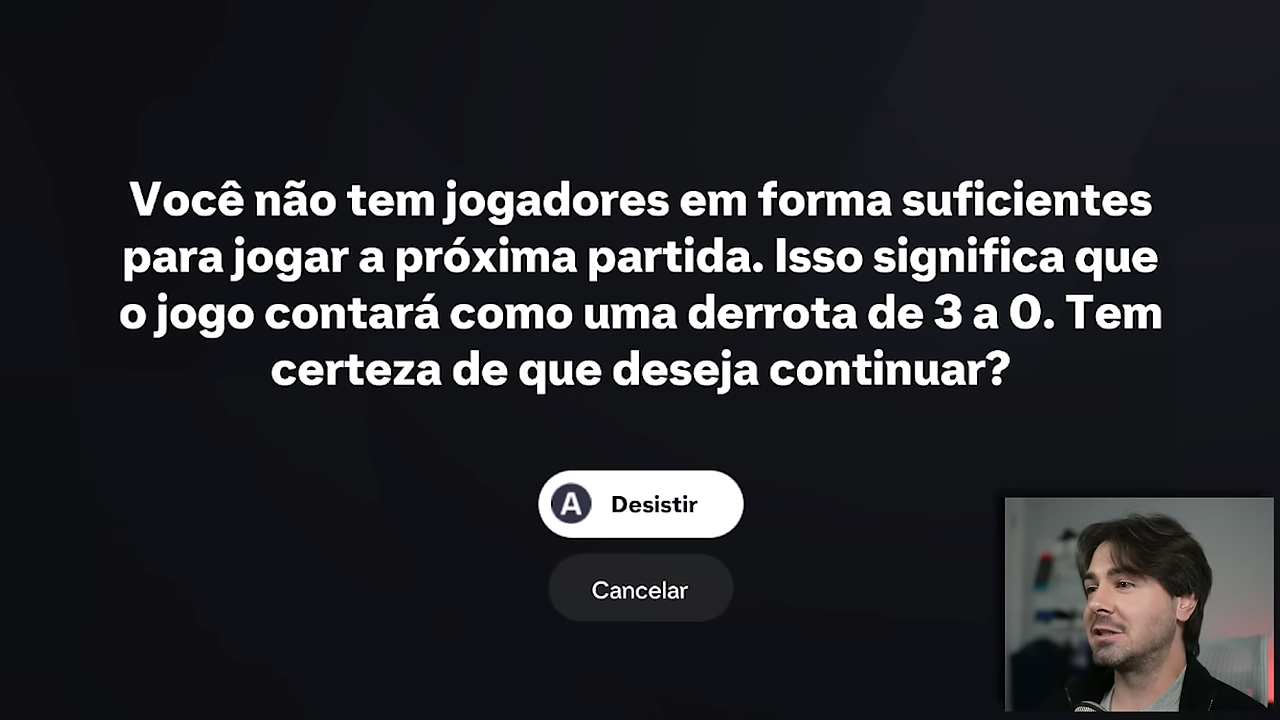 Você não tem jogadores em forma suficientes
para jogar a próxima partida. Isso significa que
o jogo contará como uma derrota de 3 a 0. Tem
certeza de que deseja continuar?
A Desistir
Cancelar